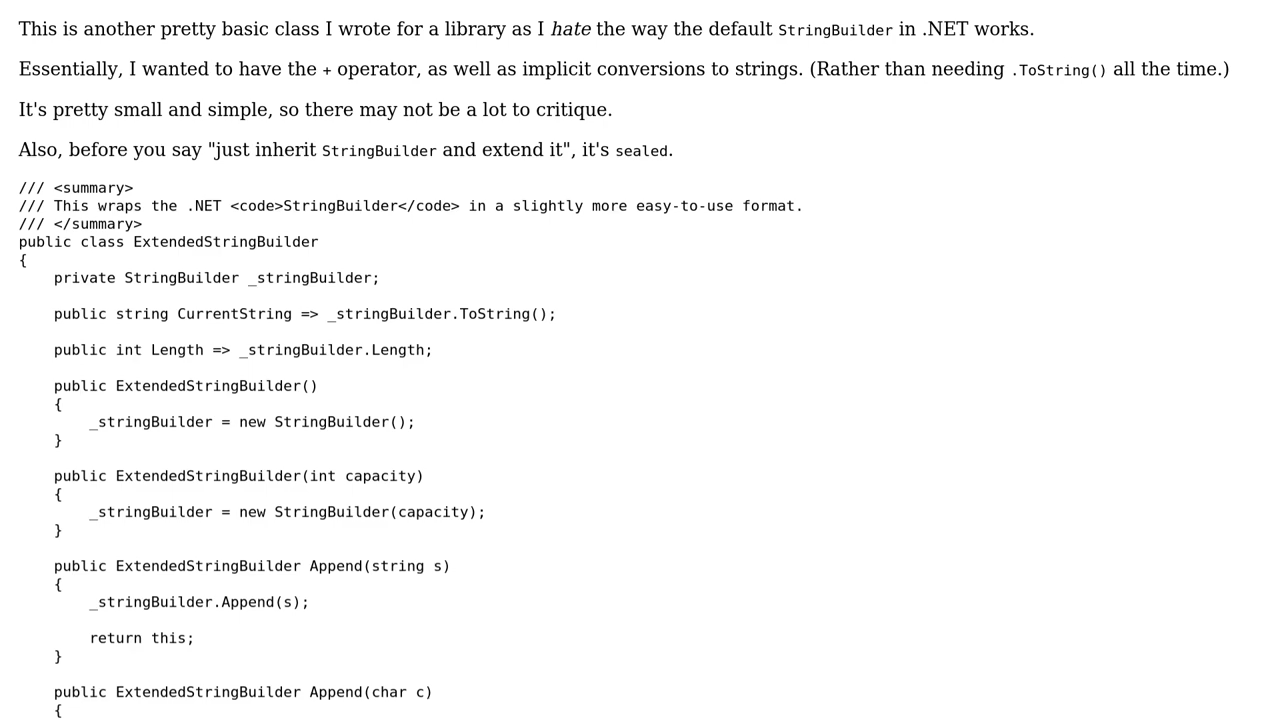 This is another pretty basic class I wrote for a library as I hate the way the default StringBuilder in .NET works.
Essentially, I wanted to have the + operator, as well as implicit conversions to strings. (Rather than needing .ToString() all the time.)
It's pretty small and simple, so there may not be a lot to critique.
Also, before you say "just inherit StringBuilder and extend it", it's sealed.
/// <summary>
/// This wraps the .NET <code>StringBuilder</code> in a slightly more easy-to-use format.
/// </summary>
public class ExtendedStringBuilder
{
    private StringBuilder _stringBuilder;

    public string CurrentString => _stringBuilder.ToString();

    public int Length => _stringBuilder.Length;

    public ExtendedStringBuilder()
    {
        _stringBuilder = new StringBuilder();
    }

    public ExtendedStringBuilder(int capacity)
    {
        _stringBuilder = new StringBuilder(capacity);
    }

    public ExtendedStringBuilder Append(string s)
    {
        _stringBuilder.Append(s);

        return this;
    }

    public ExtendedStringBuilder Append(char c)
    {